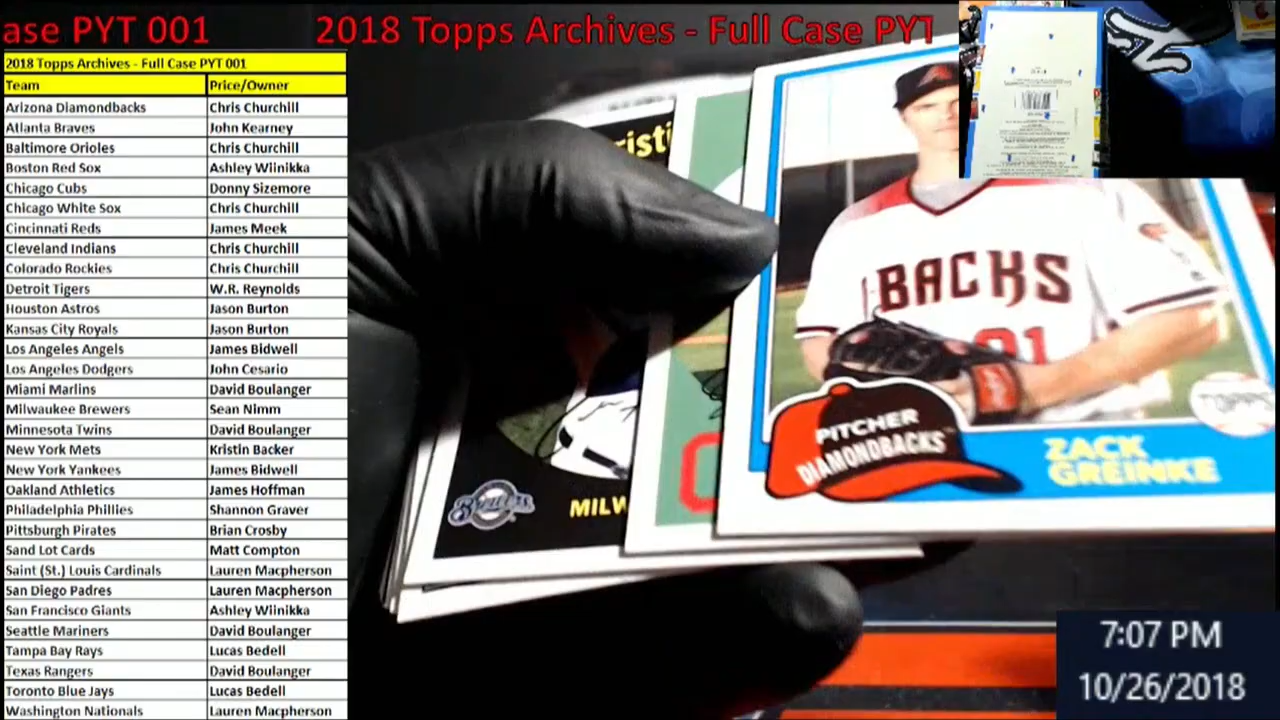 ase PYT 001 2018 Topps Archives - Full Case PYT
2018 Topps Archives - Full Case PYT 001
Team Price/Owner
Arizona Diamondbacks Chris Churchill
Atlanta Braves John Kearney
Baltimore Orioles Chris Churchill
Boston Red Sox Ashley Wiinikka
Chicago Cubs Donny Sizemore
Chicago White Sox Chris Churchill
Cincinnati Reds James Meek
Cleveland Indians Chris Churchill
Colorado Rockies Chris Churchill
Detroit Tigers W.R. Reynolds
Houston Astros Jason Burton
Kansas City Royals Jason Burton
Los Angeles Angels James Bidwell
Los Angeles Dodgers John Cesario
Miami Marlins David Boulanger
Milwaukee Brewers Sean Nimm
Minnesota Twins David Boulanger
New York Mets Kristin Backer
New York Yankees James Bidwell
Oakland Athletics James Hoffman
Philadelphia Phillies Shannon Graver
Pittsburgh Pirates Brian Crosby
Sand Lot Cards Matt Compton
Saint (St.) Louis Cardinals Lauren Macpherson
San Diego Padres Lauren Macpherson
San Francisco Giants Ashley Wiinikka
Seattle Mariners David Boulanger
Tampa Bay Rays Lucas Bedell
Texas Rangers David Boulanger
Toronto Blue Jays Lucas Bedell
Washington Nationals Lauren Macpherson
risti
Brewers
MILW
C
-BACKS
21
TOPPS
PITCHER
DIAMONDBACKS™
ZACK
GREINKE
7:07 PM
10/26/2018